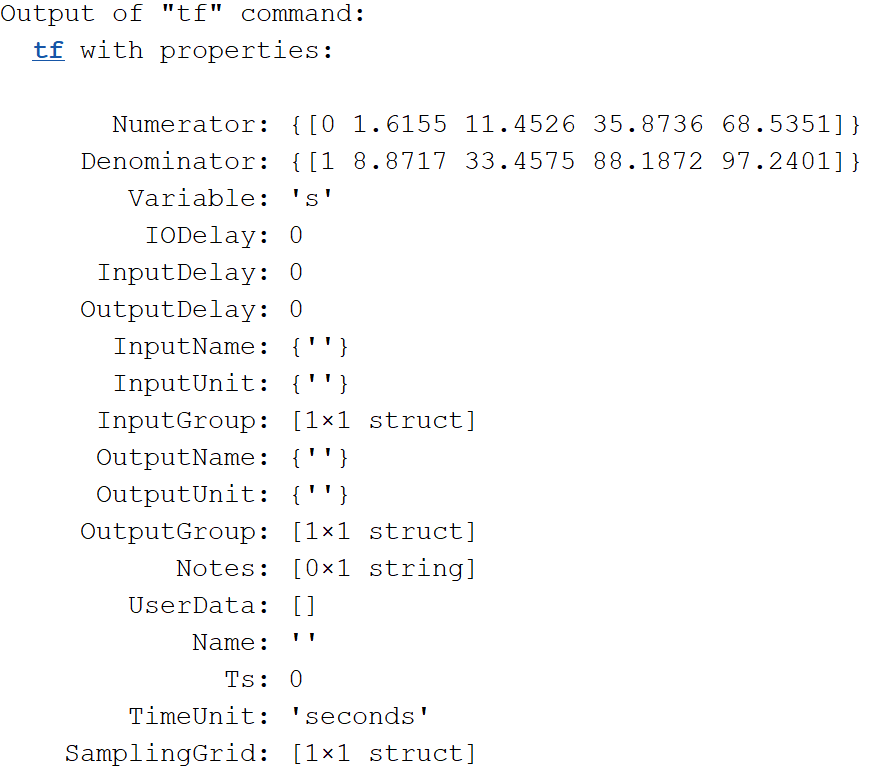 Output of "tf" command:
tf with properties:
Numerator: {[0 1.6155 11.4526 35.8736 68.5351]}
Denominator: {[1 8.8717 33.4575 88.1872 97.2401]}
Variable: 's'
IODelay: 0
InputDelay: 0
OutputDelay: 0
InputName: {''}
InputUnit: {''}
InputGroup: [1×1 struct]
OutputName: {''}
OutputUnit: {''}
OutputGroup: [1×1 struct]
Notes: [0×1 string]
UserData: []
Name: ''
Ts: 0
TimeUnit: 'seconds'
SamplingGrid: [1×1 struct]